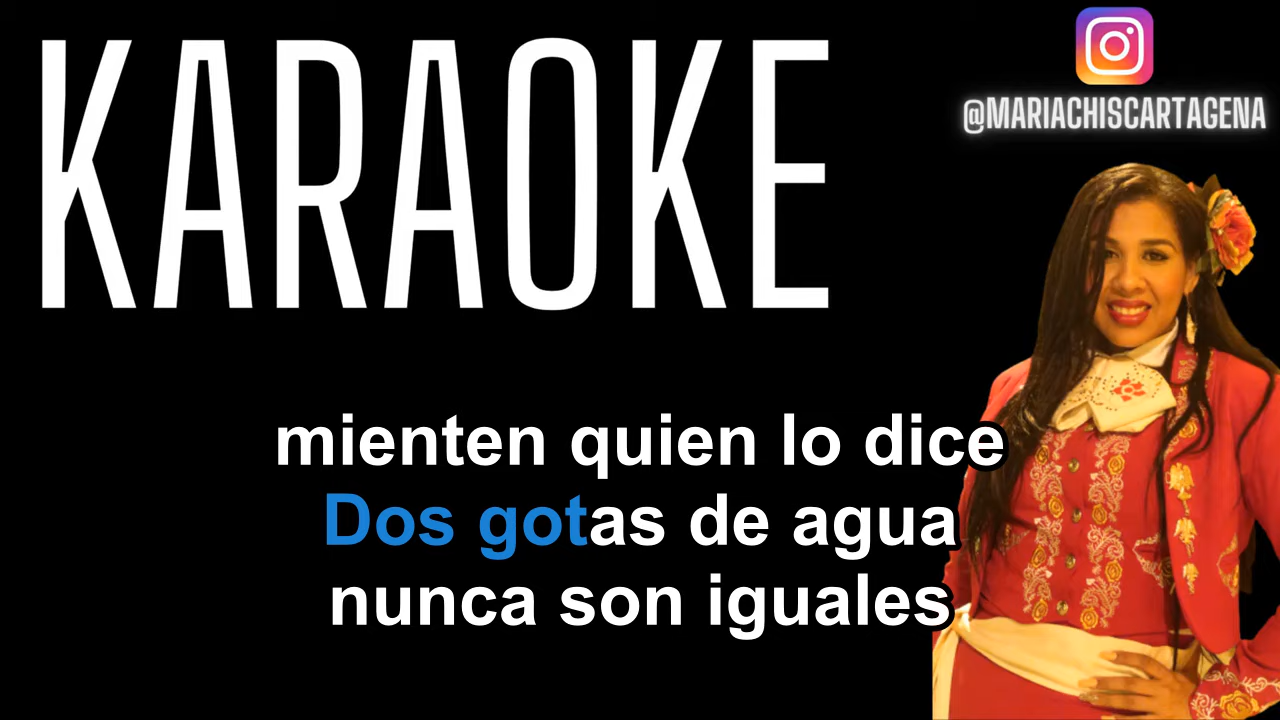 KARAOKE
@MARIACHISCARTAGENA
mienten quien lo dice
Dos gotas de agua
nunca son iguales